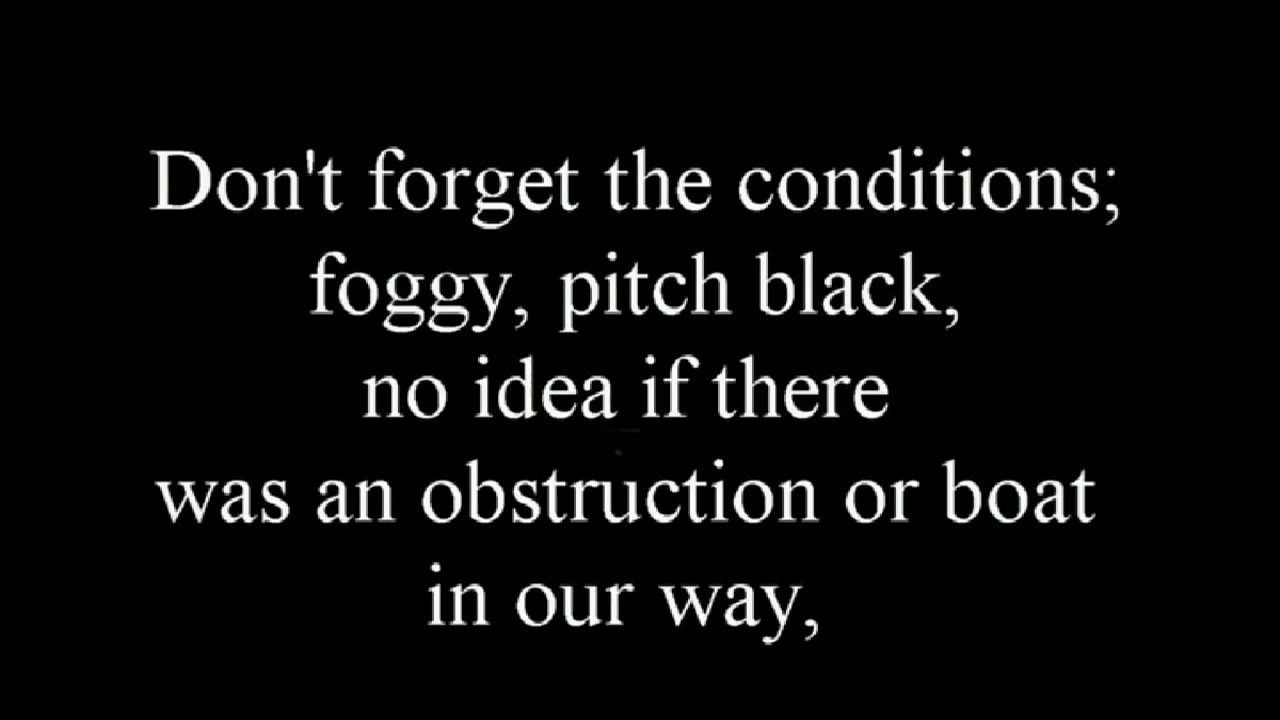 Don't forget the conditions;
foggy, pitch black,
no idea if there
was an obstruction or boat
in our way,